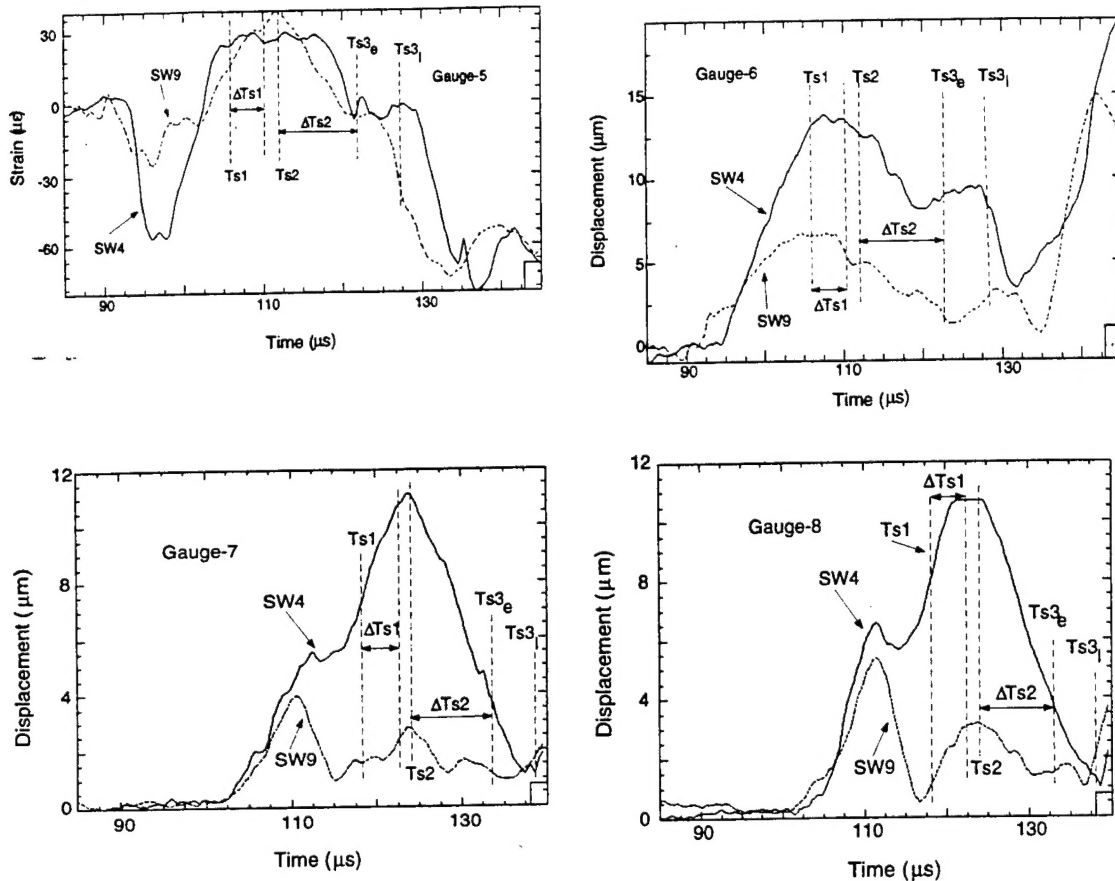 Gauge-5
Strain (με)
30
0
-30
-60
90
110
130
Time (μs)
SW9
SW4
ΔTs1
ΔTs2
Ts1
Ts2
Ts3e
Ts3i
Gauge-6
Displacement (μm)
15
10
5
0
90
110
130
Time (μs)
SW4
SW9
Ts1
Ts2
Ts3e
Ts3i
ΔTs2
ΔTs1
Gauge-7
Displacement (μm)
12
8
4
0
90
110
130
Time (μs)
SW4
SW9
Ts1
ΔTs1
Ts3e
Ts3i
ΔTs2
Ts2
Gauge-8
Displacement (μm)
12
8
4
0
90
110
130
Time (μs)
ΔTs1
Ts1
SW4
SW9
Ts3e
Ts3i
ΔTs2
Ts2